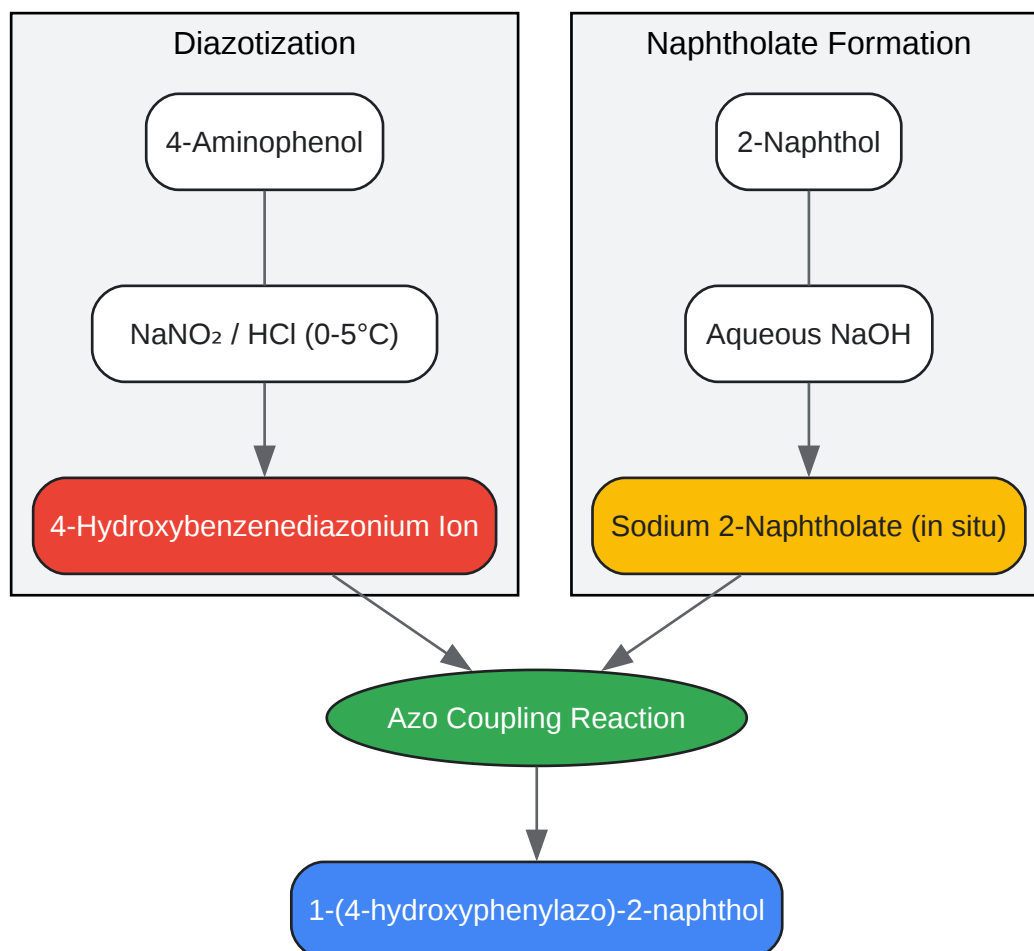 Diazotization
4-Aminophenol
NaNO₂ / HCl (0-5°C)
4-Hydroxybenzenediazonium Ion
Naphtholate Formation
2-Naphthol
Aqueous NaOH
Sodium 2-Naphtholate (in situ)
Azo Coupling Reaction
1-(4-hydroxyphenylazo)-2-naphthol